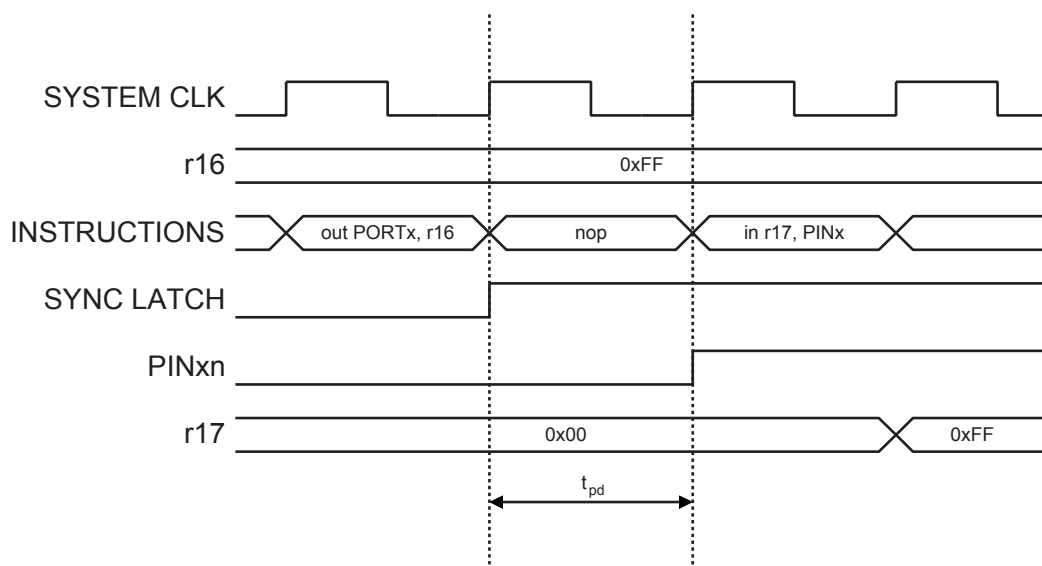 SYSTEM CLK
r16
0xFF
INSTRUCTIONS
out PORTx, r16
nop
in r17, PINx
SYNC LATCH
PINxn
r17
0x00
0xFF
tpd